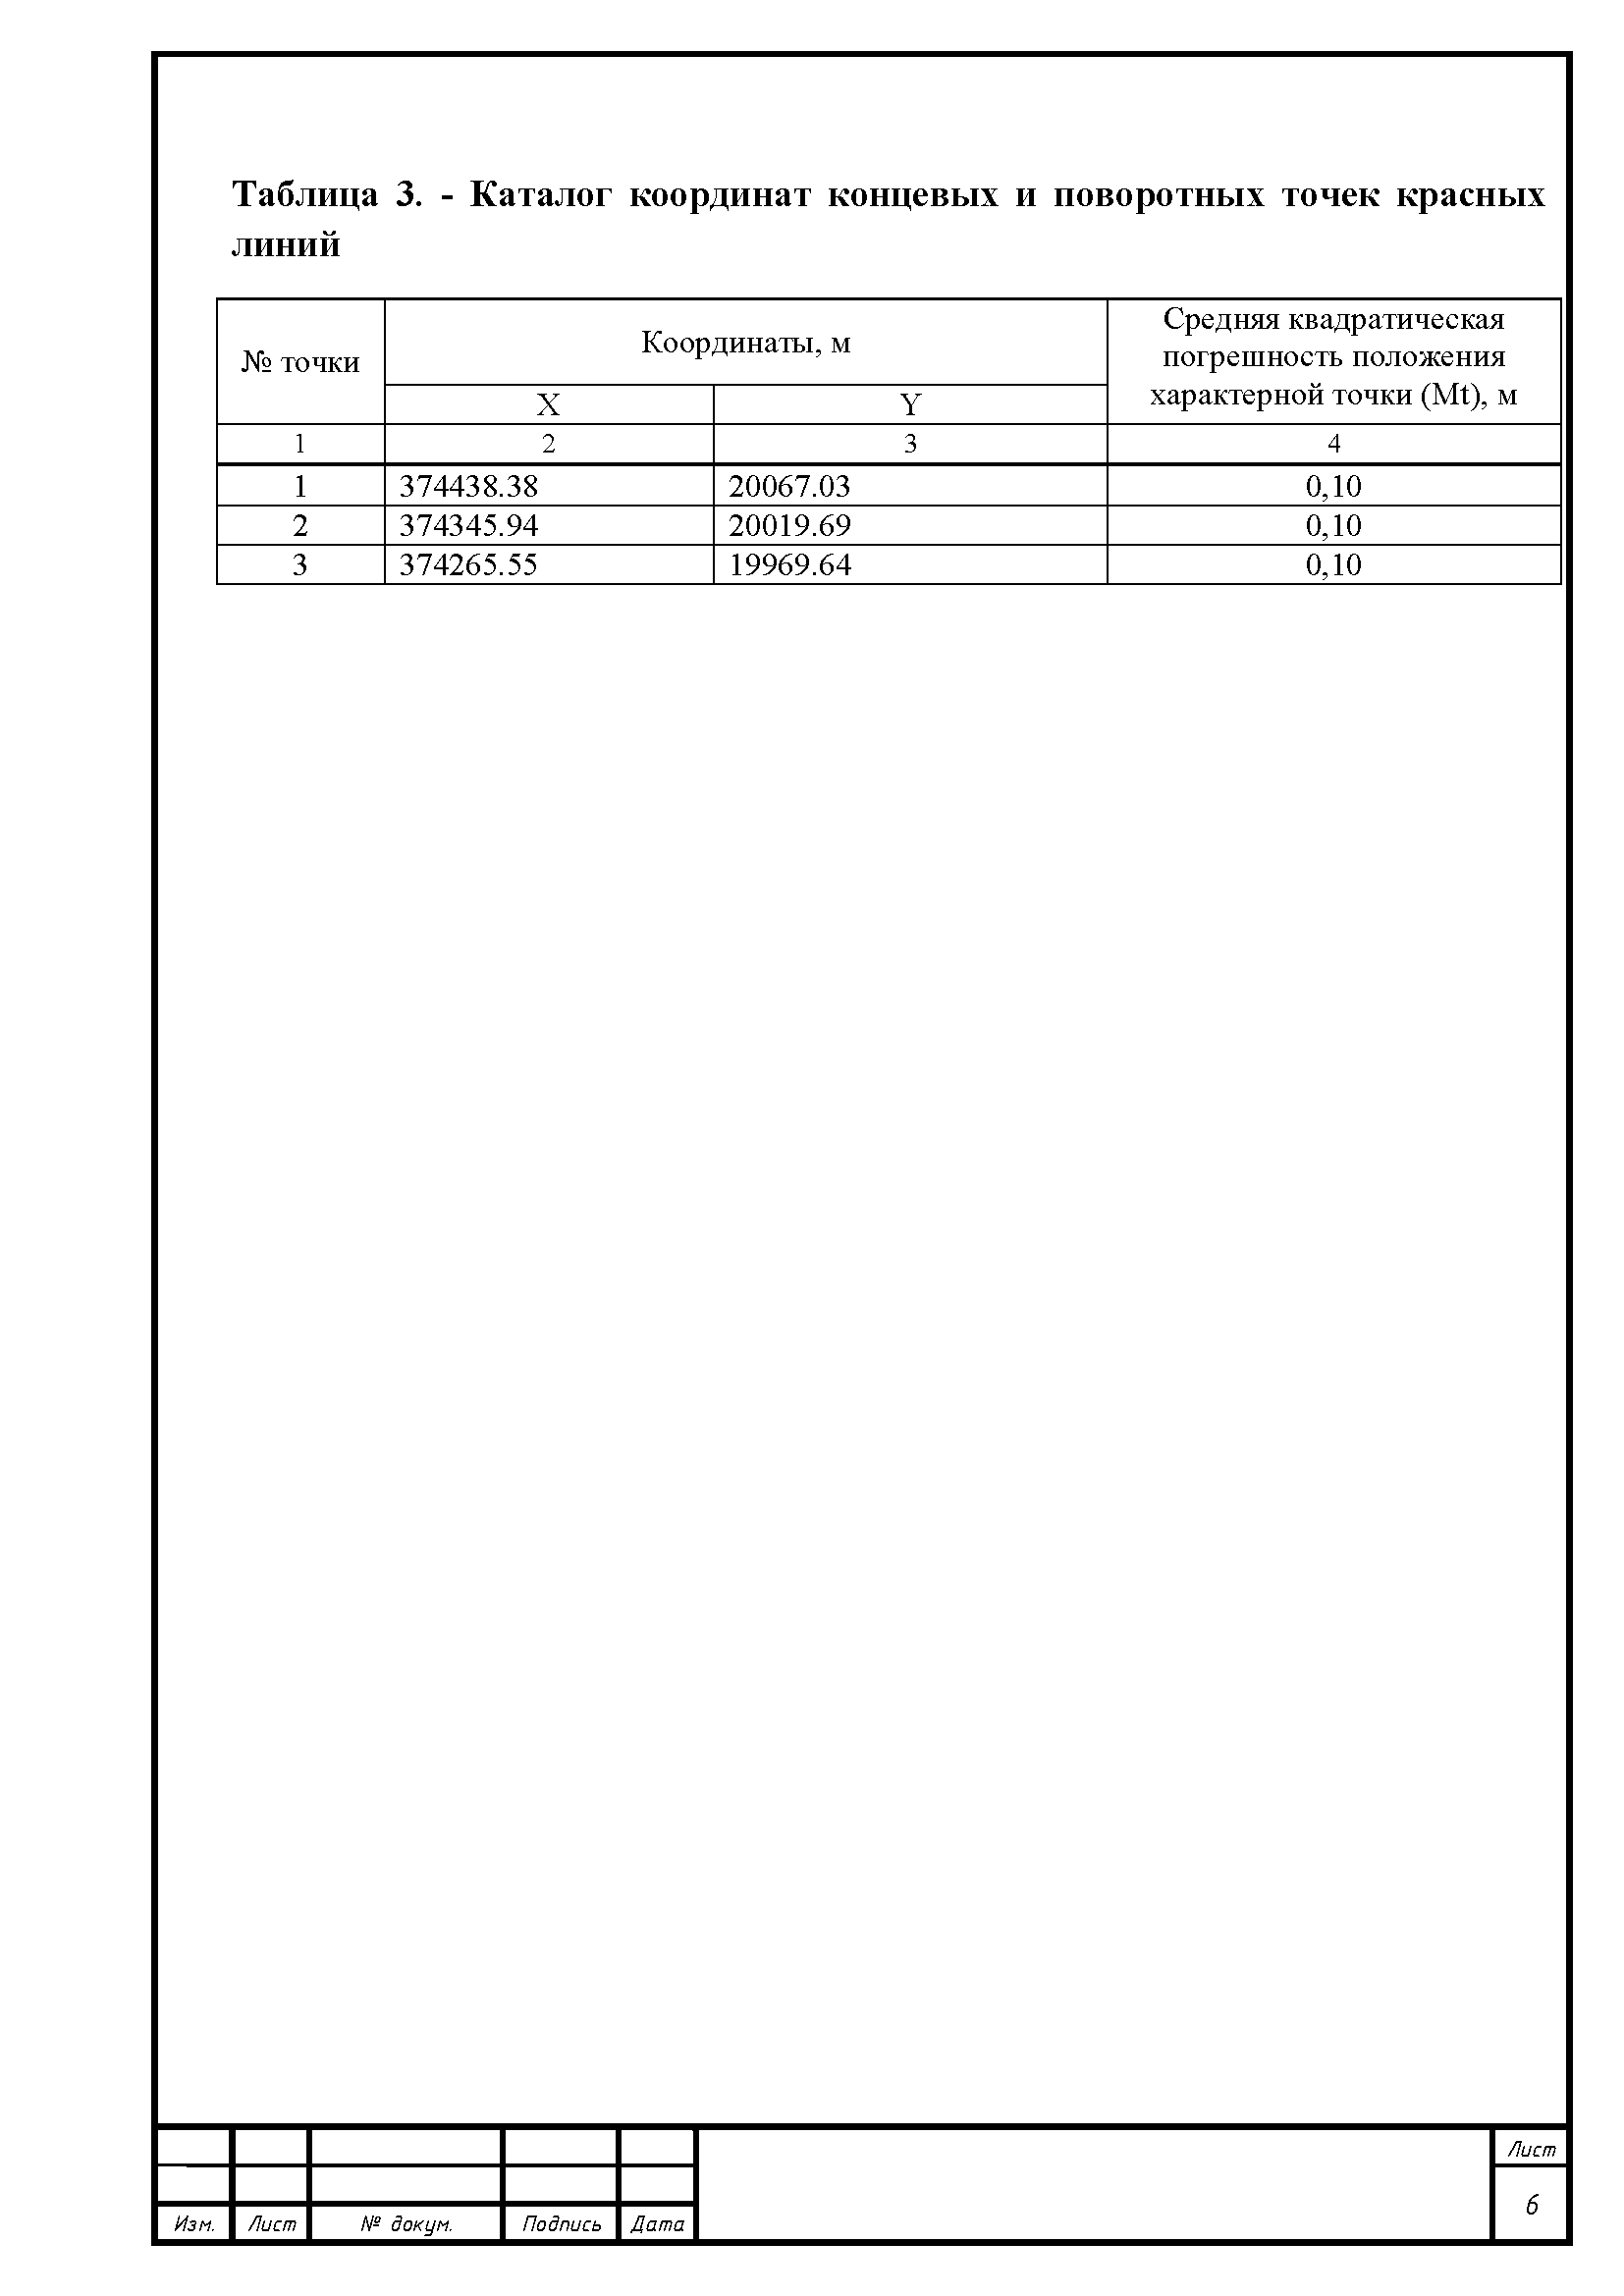 Таблица 3. - Каталог координат концевых и поворотных точек красных
линий
№ точки
Координаты, м
Средняя квадратическая
погрешность положения
характерной точки (Mt), м
X Y
1 2 3 4
1 374438.38 20067.03 0,10
2 374345.94 20019.69 0,10
3 374265.55 19969.64 0,10
Лист
6
Изм. Лист № докум. Подпись Дата